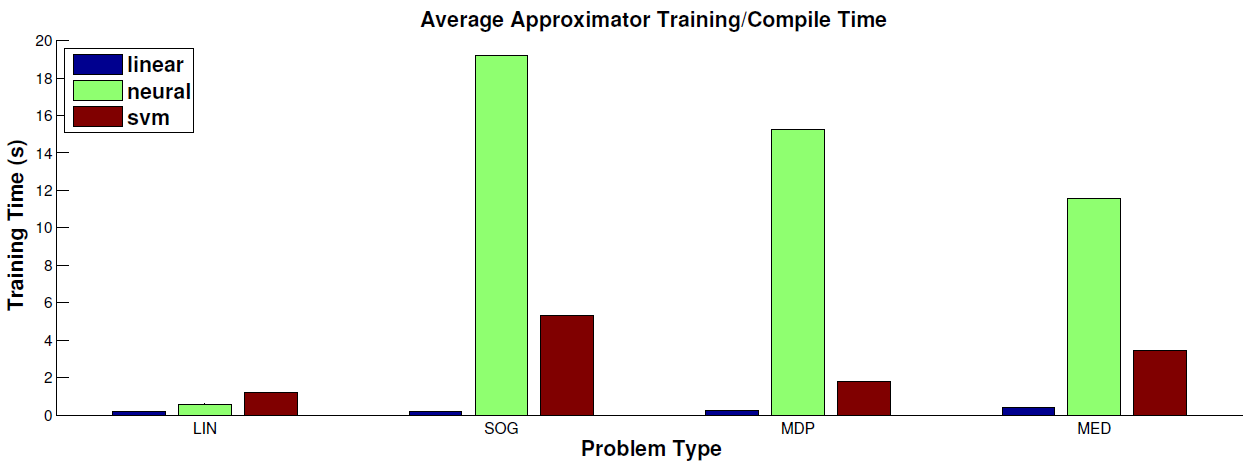 Average Approximator Training/Compile Time
20
18
16
14
12
10
8
6
4
2
0
Training Time (s)
linear
neural
svm
LIN SOG MDP MED
Problem Type